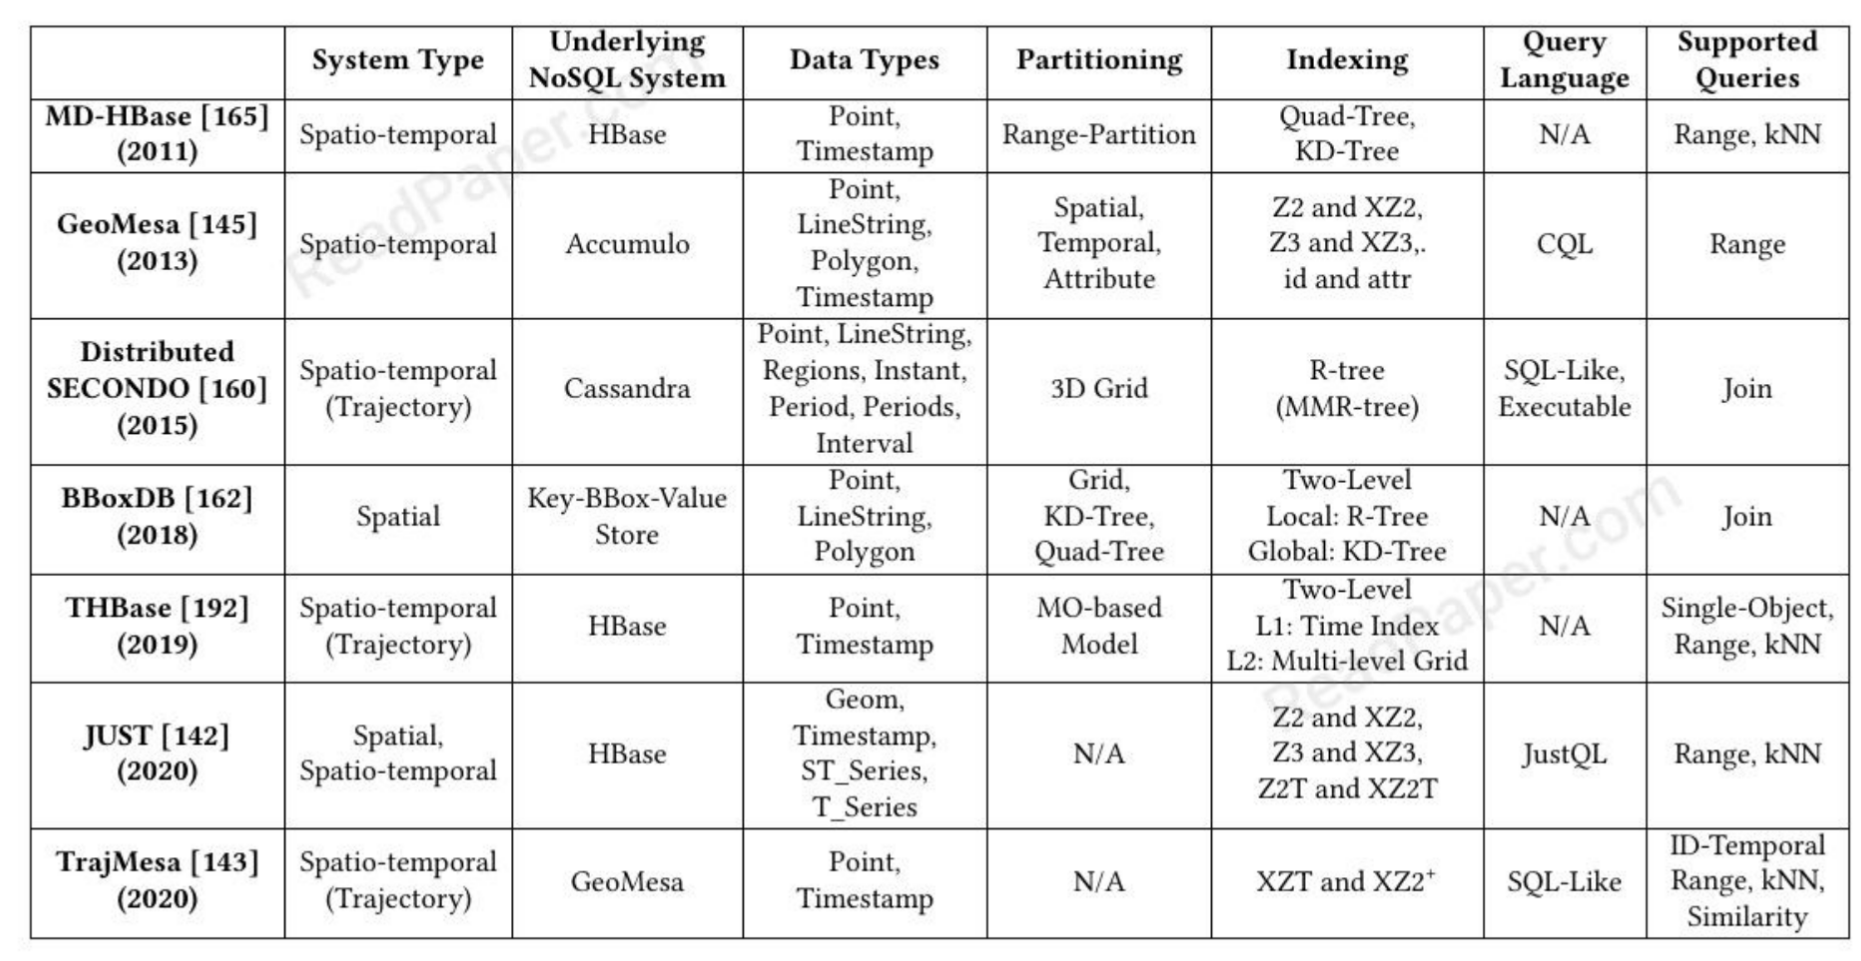 System Type
Underlying
NoSQL System
Data Types
Partitioning
Indexing
Query
Language
Supported
Queries
MD-HBase [165]
(2011)
Spatio-temporal
HBase
Point,
Timestamp
Range-Partition
Quad-Tree,
KD-Tree
N/A
Range, kNN
GeoMesa [145]
(2013)
Spatio-temporal
Accumulo
Point,
LineString,
Polygon,
Timestamp
Spatial,
Temporal,
Attribute
Z2 and XZ2,
Z3 and XZ3,.
id and attr
CQL
Range
Distributed
SECONDO [160]
(2015)
Spatio-temporal
(Trajectory)
Cassandra
Point, LineString,
Regions, Instant,
Period, Periods,
Interval
3D Grid
R-tree
(MMR-tree)
SQL-Like,
Executable
Join
BBoxDB [162]
(2018)
Spatial
Key-BBox-Value
Store
Point,
LineString,
Polygon
Grid,
KD-Tree,
Quad-Tree
Two-Level
Local: R-Tree
Global: KD-Tree
N/A
Join
THBase [192]
(2019)
Spatio-temporal
(Trajectory)
HBase
Point,
Timestamp
MO-based
Model
Two-Level
L1: Time Index
L2: Multi-level Grid
N/A
Single-Object,
Range, kNN
JUST [142]
(2020)
Spatial,
Spatio-temporal
HBase
Geom,
Timestamp,
ST_Series,
T_Series
N/A
Z2 and XZ2,
Z3 and XZ3,
Z2T and XZ2T
JustQL
Range, kNN
TrajMesa [143]
(2020)
Spatio-temporal
(Trajectory)
GeoMesa
Point,
Timestamp
N/A
XZT and XZ2⁺
SQL-Like
ID-Temporal
Range, kNN,
Similarity
ReadPaper.com
ReadPaper.com